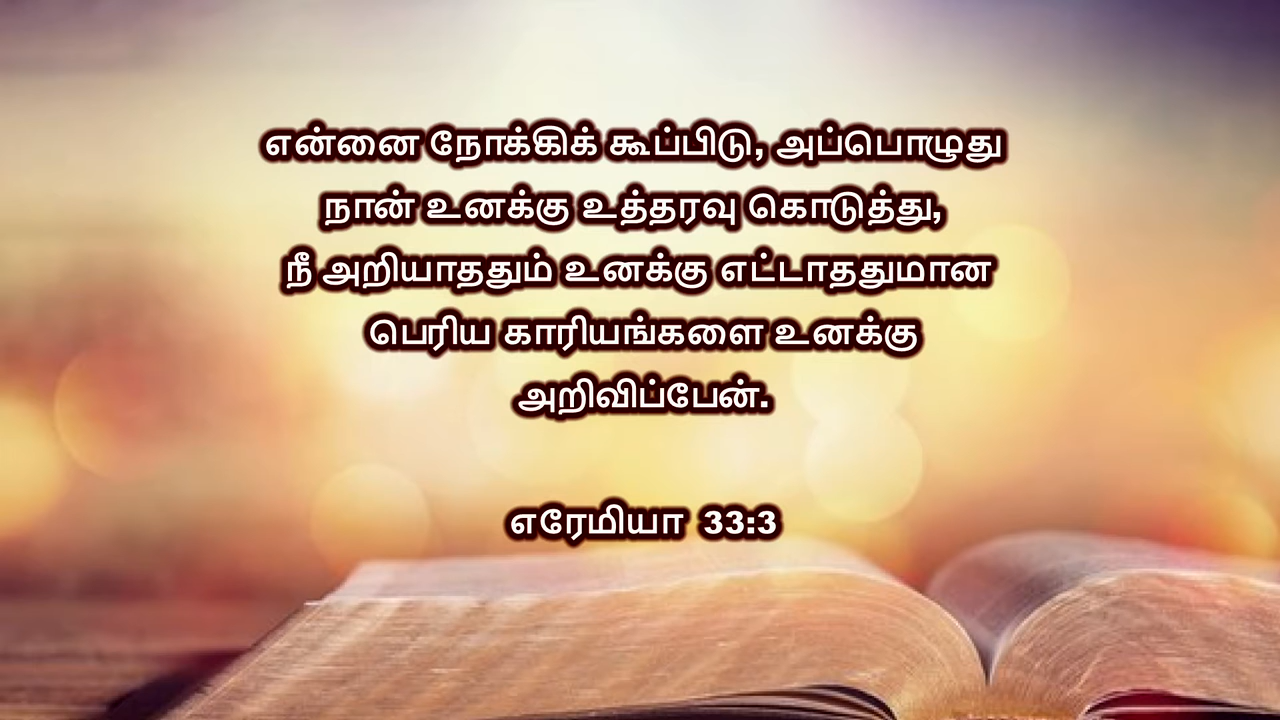 என்னை நோக்கிக் கூப்பிடு, அப்பொழுது
நான் உனக்கு உத்தரவு கொடுத்து,
நீ அறியாததும் உனக்கு எட்டாததுமான
பெரிய காரியங்களை உனக்கு
அறிவிப்பேன்.
எரேமியா 33:3